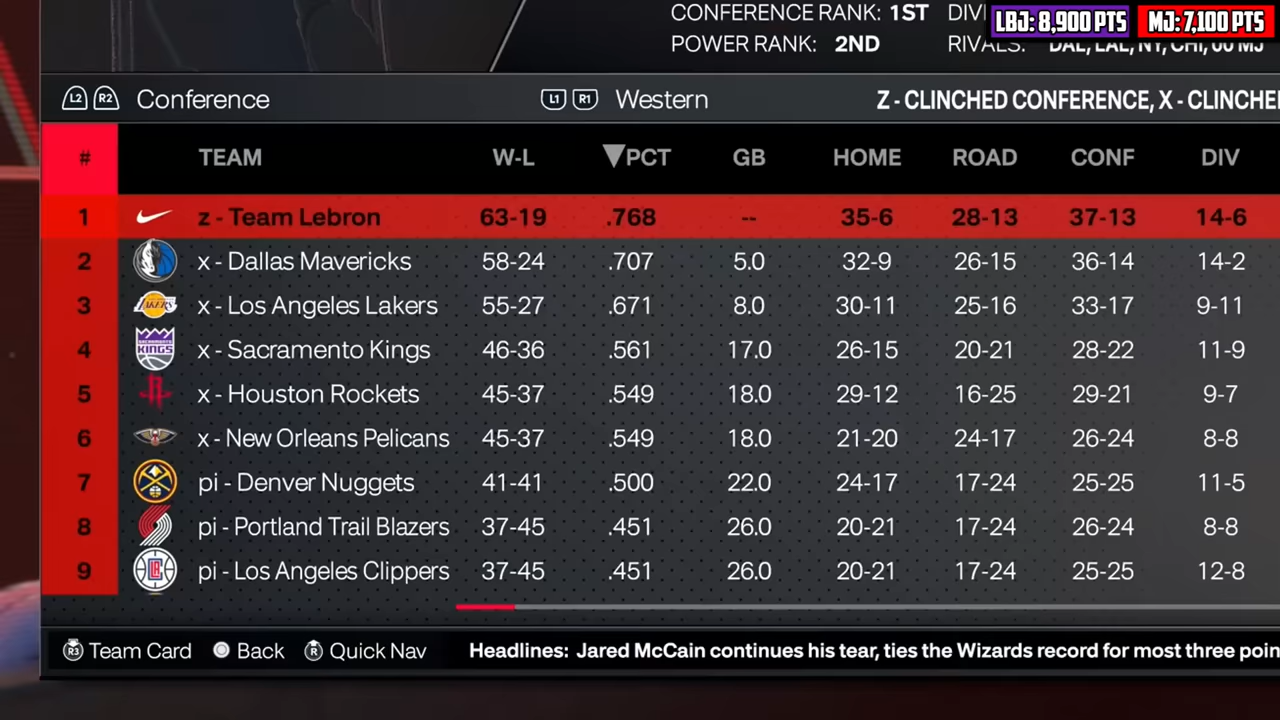 CONFERENCE RANK: 1ST DIVI
LBJ: 8,900 PTS MJ: 7,100 PTS
POWER RANK: 2ND RIVALS: DAL, LAL, NY, CHI, 00 MJ
L2 R2 Conference L1 R1 Western Z - CLINCHED CONFERENCE, X - CLINCHE
# TEAM W-L PCT GB HOME ROAD CONF DIV
1 z - Team Lebron 63-19 .768 -- 35-6 28-13 37-13 14-6
2 x - Dallas Mavericks 58-24 .707 5.0 32-9 26-15 36-14 14-2
3 x - Los Angeles Lakers 55-27 .671 8.0 30-11 25-16 33-17 9-11
4 x - Sacramento Kings 46-36 .561 17.0 26-15 20-21 28-22 11-9
5 x - Houston Rockets 45-37 .549 18.0 29-12 16-25 29-21 9-7
6 x - New Orleans Pelicans 45-37 .549 18.0 21-20 24-17 26-24 8-8
7 pi - Denver Nuggets 41-41 .500 22.0 24-17 17-24 25-25 11-5
8 pi - Portland Trail Blazers 37-45 .451 26.0 20-21 17-24 26-24 8-8
9 pi - Los Angeles Clippers 37-45 .451 26.0 20-21 17-24 25-25 12-8
R3 Team Card Back R Quick Nav Headlines: Jared McCain continues his tear, ties the Wizards record for most three poin